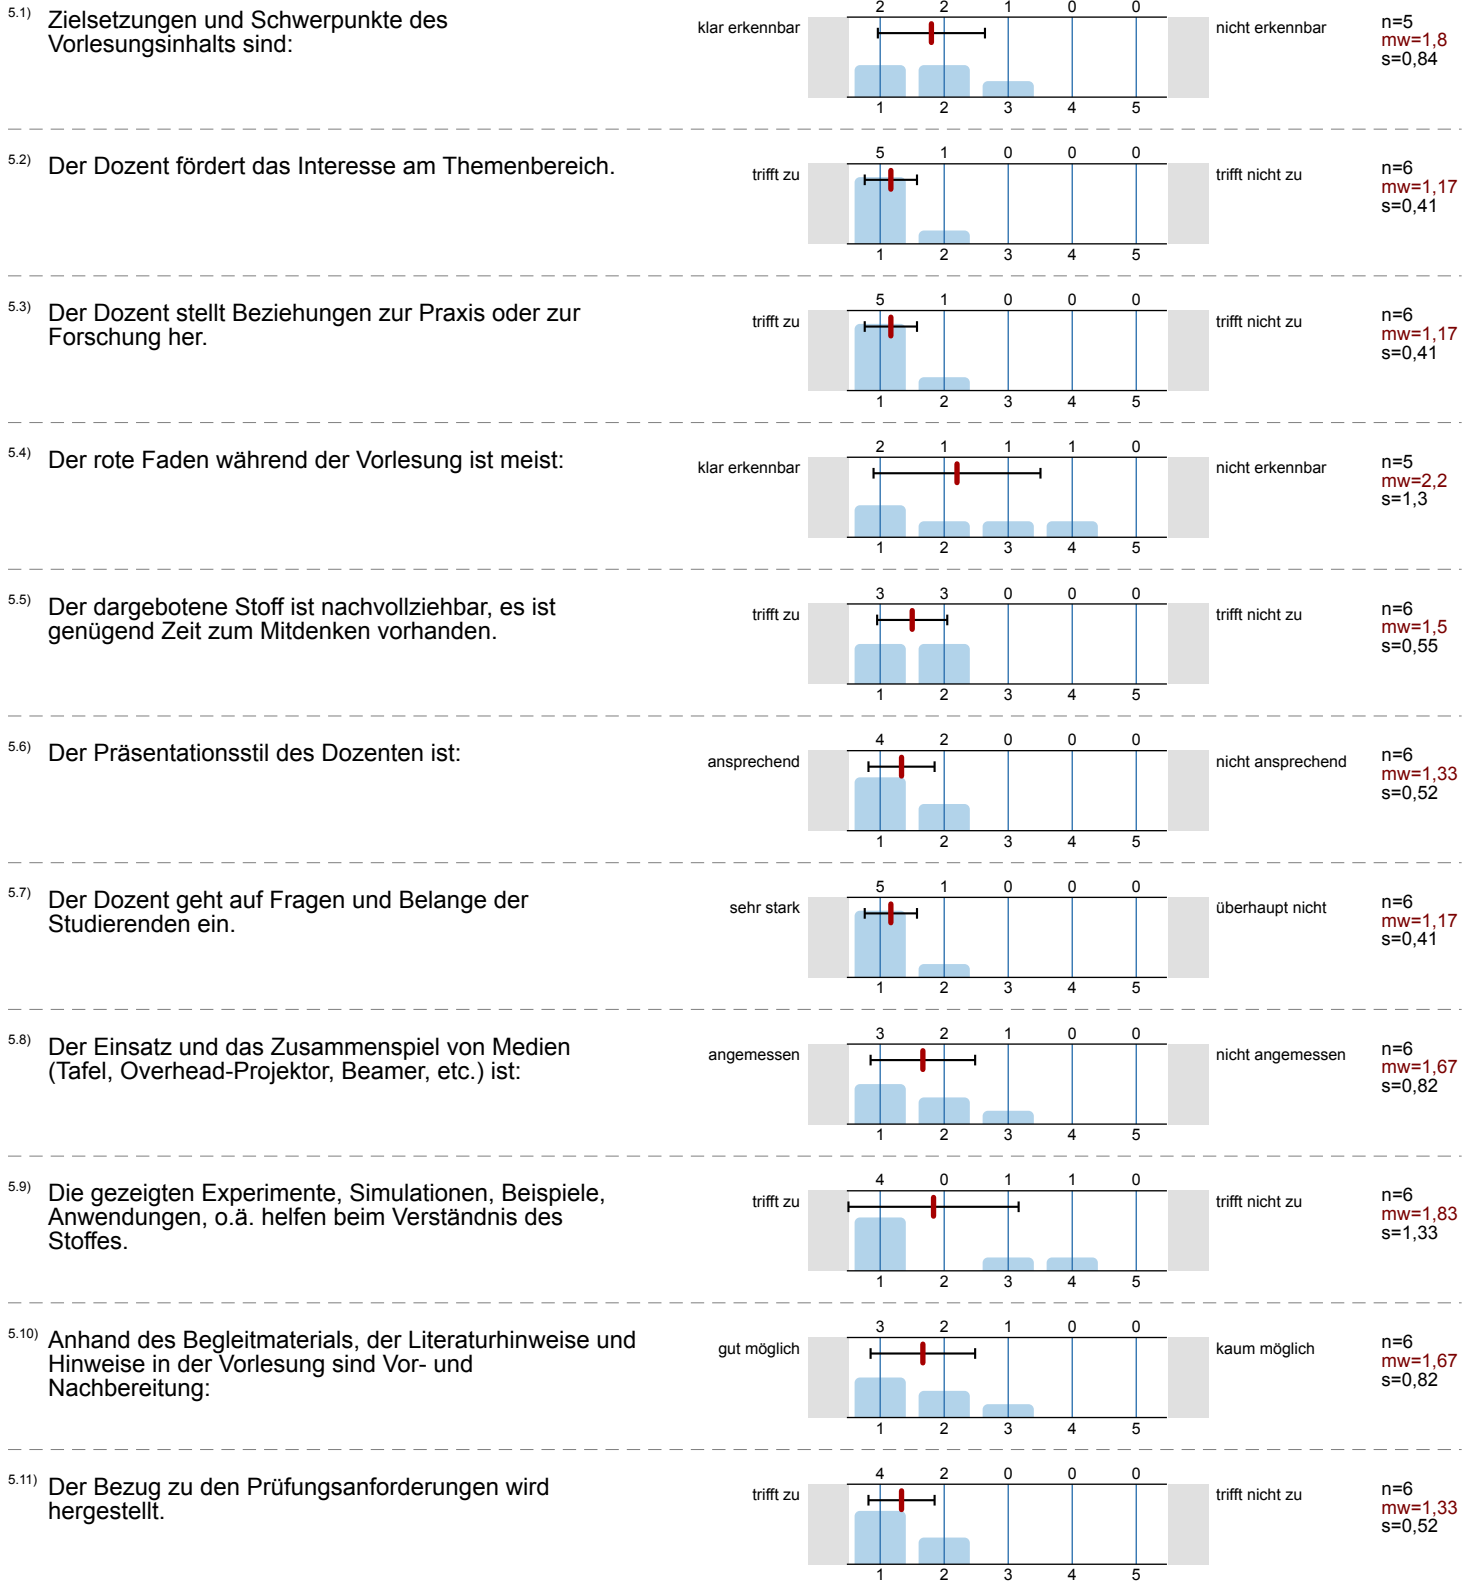 5.1) Zielsetzungen und Schwerpunkte des
Vorlesungsinhalts sind:
2 2 1 0 0
klar erkennbar
nicht erkennbar
n=5
mw=1,8
s=0,84
1 2 3 4 5
5.2) Der Dozent fördert das Interesse am Themenbereich.
5 1 0 0 0
trifft zu
trifft nicht zu
n=6
mw=1,17
s=0,41
1 2 3 4 5
5.3) Der Dozent stellt Beziehungen zur Praxis oder zur
Forschung her.
5 1 0 0 0
trifft zu
trifft nicht zu
n=6
mw=1,17
s=0,41
1 2 3 4 5
5.4) Der rote Faden während der Vorlesung ist meist:
2 1 1 1 0
klar erkennbar
nicht erkennbar
n=5
mw=2,2
s=1,3
1 2 3 4 5
5.5) Der dargebotene Stoff ist nachvollziehbar, es ist
genügend Zeit zum Mitdenken vorhanden.
3 3 0 0 0
trifft zu
trifft nicht zu
n=6
mw=1,5
s=0,55
1 2 3 4 5
5.6) Der Präsentationsstil des Dozenten ist:
4 2 0 0 0
ansprechend
nicht ansprechend
n=6
mw=1,33
s=0,52
1 2 3 4 5
5.7) Der Dozent geht auf Fragen und Belange der
Studierenden ein.
5 1 0 0 0
sehr stark
überhaupt nicht
n=6
mw=1,17
s=0,41
1 2 3 4 5
5.8) Der Einsatz und das Zusammenspiel von Medien
(Tafel, Overhead-Projektor, Beamer, etc.) ist:
3 2 1 0 0
angemessen
nicht angemessen
n=6
mw=1,67
s=0,82
1 2 3 4 5
5.9) Die gezeigten Experimente, Simulationen, Beispiele,
Anwendungen, o.ä. helfen beim Verständnis des
Stoffes.
4 0 1 1 0
trifft zu
trifft nicht zu
n=6
mw=1,83
s=1,33
1 2 3 4 5
5.10) Anhand des Begleitmaterials, der Literaturhinweise und
Hinweise in der Vorlesung sind Vor- und
Nachbereitung:
3 2 1 0 0
gut möglich
kaum möglich
n=6
mw=1,67
s=0,82
1 2 3 4 5
5.11) Der Bezug zu den Prüfungsanforderungen wird
hergestellt.
4 2 0 0 0
trifft zu
trifft nicht zu
n=6
mw=1,33
s=0,52
1 2 3 4 5